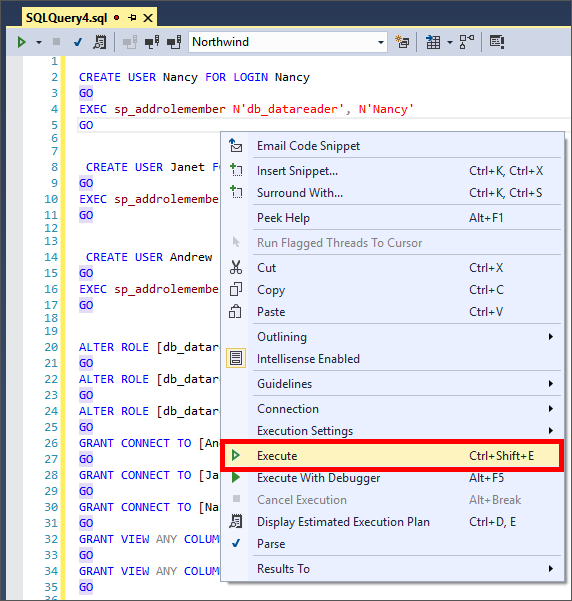 SQLQuery4.sql
Northwind
1
2 CREATE USER Nancy FOR LOGIN Nancy
3 GO
4 EXEC sp_addrolemember N'db_datareader', N'Nancy'
5 GO
6
7
8 CREATE USER Janet FO
9 GO
10 EXEC sp_addrolembe
11 GO
12
13
14 CREATE USER Andrew
15 GO
16 EXEC sp_addrolemembe
17 GO
18
19
20 ALTER ROLE [db_datar
21 GO
22 ALTER ROLE [db_datar
23 GO
24 ALTER ROLE [db_datar
25 GO
26 GRANT CONNECT TO [An
27 GO
28 GRANT CONNECT TO [Ja
29 GO
30 GRANT CONNECT TO [Na
31 GO
32 GRANT VIEW ANY COLUM
33 GO
34 GRANT VIEW ANY COLUM
35 GO
36
Email Code Snippet
Insert Snippet... Ctrl+K, Ctrl+X
Surround With... Ctrl+K, Ctrl+S
Peek Help Alt+F1
Run Flagged Threads To Cursor
Cut Ctrl+X
Copy Ctrl+C
Paste Ctrl+V
Outlining
Intellisense Enabled
Guidelines
Connection
Execution Settings
Execute Ctrl+Shift+E
Execute With Debugger Alt+F5
Cancel Execution Alt+Break
Display Estimated Execution Plan Ctrl+D, E
Parse
Results To